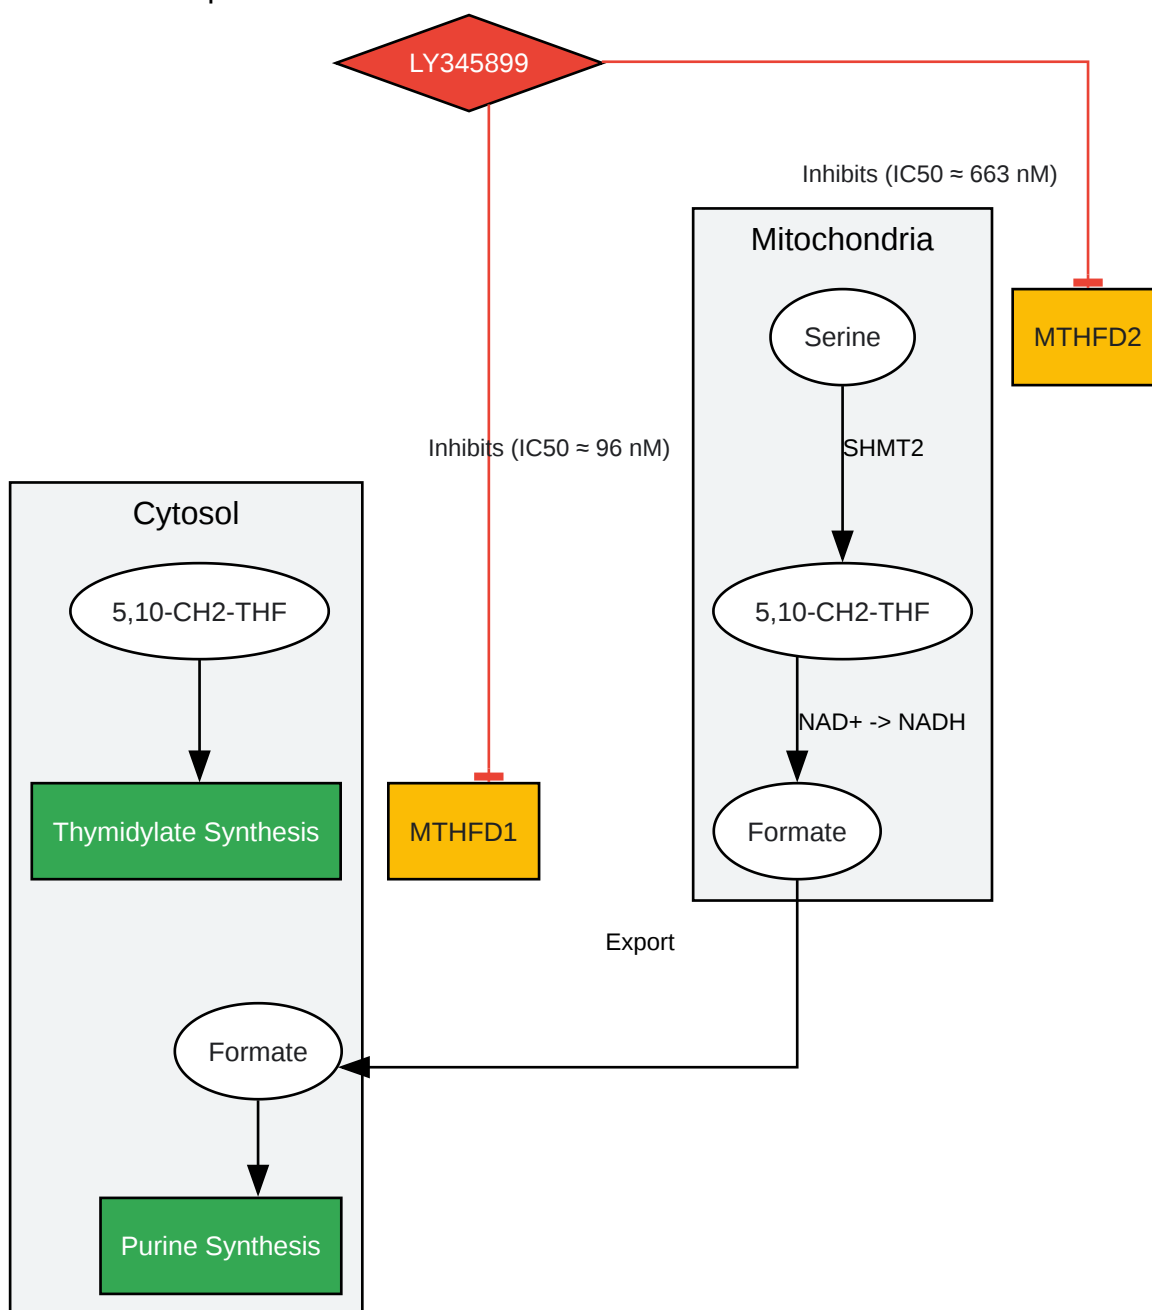 LY345899
Inhibits (IC50 ≈ 663 nM)
Mitochondria
Serine
MTHFD2
Inhibits (IC50 ≈ 96 nM)
SHMT2
Cytosol
5,10-CH2-THF
5,10-CH2-THF
NAD+ -> NADH
Thymidylate Synthesis
MTHFD1
Formate
Export
Formate
Purine Synthesis